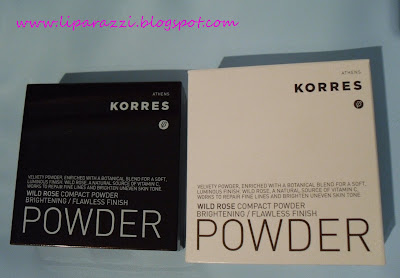 www.liparazzi.blogspot.com
ATHENS
KORRES
VELVETY POWDER, ENRICHED WITH A BOTANICAL BLEND FOR A SOFT,
LUMINOUS FINISH. WILD ROSE, A NATURAL SOURCE OF VITAMIN C,
WORKS TO REPAIR FINE LINES AND BRIGHTEN UNEVEN SKIN TONE.
WILD ROSE COMPACT POWDER
BRIGHTENING / FLAWLESS FINISH
POWDER
ATHENS
KORRES
VELVETY POWDER, ENRICHED WITH A BOTANICAL BLEND FOR A SOFT,
LUMINOUS FINISH. WILD ROSE, A NATURAL SOURCE OF VITAMIN C,
WORKS TO REPAIR FINE LINES AND BRIGHTEN UNEVEN SKIN TONE.
WILD ROSE COMPACT POWDER
BRIGHTENING / FLAWLESS FINISH
POWDER